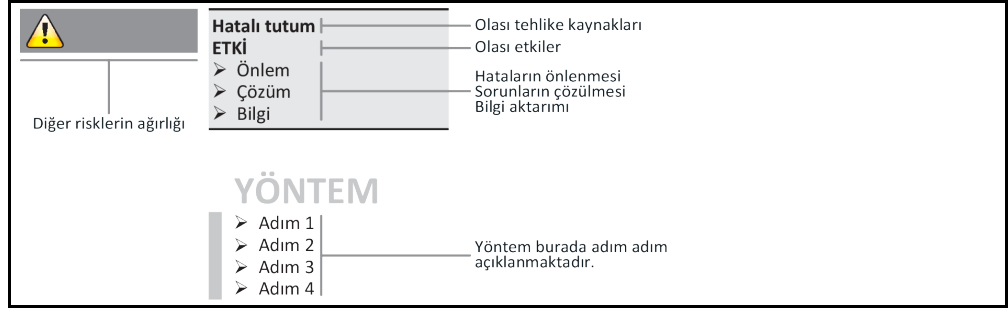 Hatalı tutum
Olası tehlike kaynakları
ETKİ
Olası etkiler
Önlem
Çözüm
Bilgi
Hataların önlenmesi
Sorunların çözülmesi
Bilgi aktarımı
Diğer risklerin ağırlığı
YÖNTEM
Adım 1
Adım 2
Adım 3
Adım 4
Yöntem burada adım adım
açıklanmaktadır.